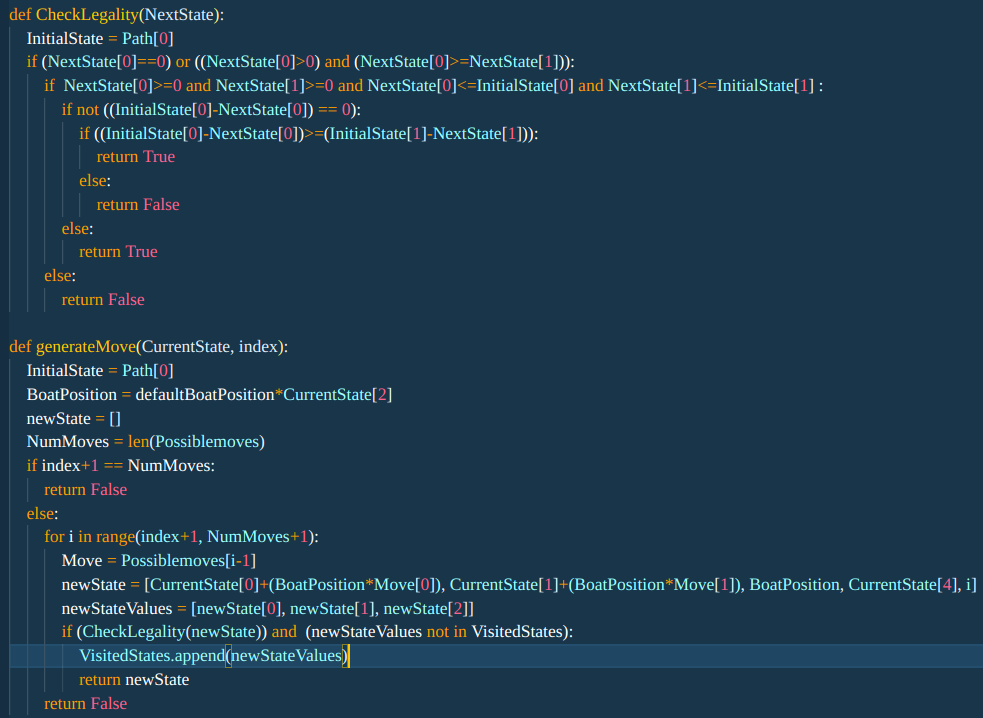 def CheckLegality(NextState):
    InitialState = Path[0]
    if (NextState[0]==0) or ((NextState[0]>0) and (NextState[0]>=NextState[1])):
        if  NextState[0]>=0 and NextState[1]>=0 and NextState[0]<=InitialState[0] and NextState[1]<=InitialState[1] :
            if not ((InitialState[0]-NextState[0]) == 0):
                if ((InitialState[0]-NextState[0])>=(InitialState[1]-NextState[1])):
                    return True
                else:
                    return False
            else:
                return True
        else:
            return False

def generateMove(CurrentState, index):
    InitialState = Path[0]
    BoatPosition = defaultBoatPosition*CurrentState[2]
    newState = []
    NumMoves = len(Possiblemoves)
    if index+1 == NumMoves:
        return False
    else:
        for i in range(index+1, NumMoves+1):
            Move = Possiblemoves[i-1]
            newState = [CurrentState[0]+(BoatPosition*Move[0]), CurrentState[1]+(BoatPosition*Move[1]), BoatPosition, CurrentState[4], i]
            newStateValues = [newState[0], newState[1], newState[2]]
            if (CheckLegality(newState)) and  (newStateValues not in VisitedStates):
                VisitedStates.append(newStateValues)
                return newState
        return False